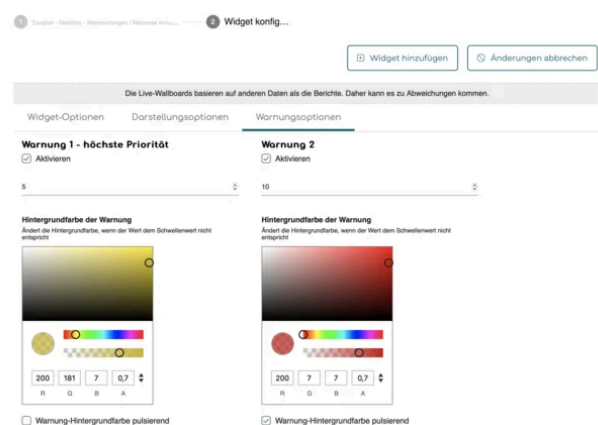 1
2 Widget konfig...
Widget hinzufügen
Änderungen abbrechen
Die Live-Wallboards basieren auf anderen Daten als die Berichte. Daher kann es zu Abweichungen kommen.
Widget-Optionen Darstellungsoptionen Warnungsoptionen
Warnung 1 - höchste Priorität
Aktivieren
5
Hintergrundfarbe der Warnung
Ändert die Hintergrundfarbe, wenn der Wert dem Schwellenwert nicht
entspricht
200 181 7 0,7
R G B A
Warnung-Hintergrundfarbe pulsierend
Warnung 2
Aktivieren
10
Hintergrundfarbe der Warnung
Ändert die Hintergrundfarbe, wenn der Wert dem Schwellenwert nicht
entspricht
200 7 7 0,7
R G B A
Warnung-Hintergrundfarbe pulsierend